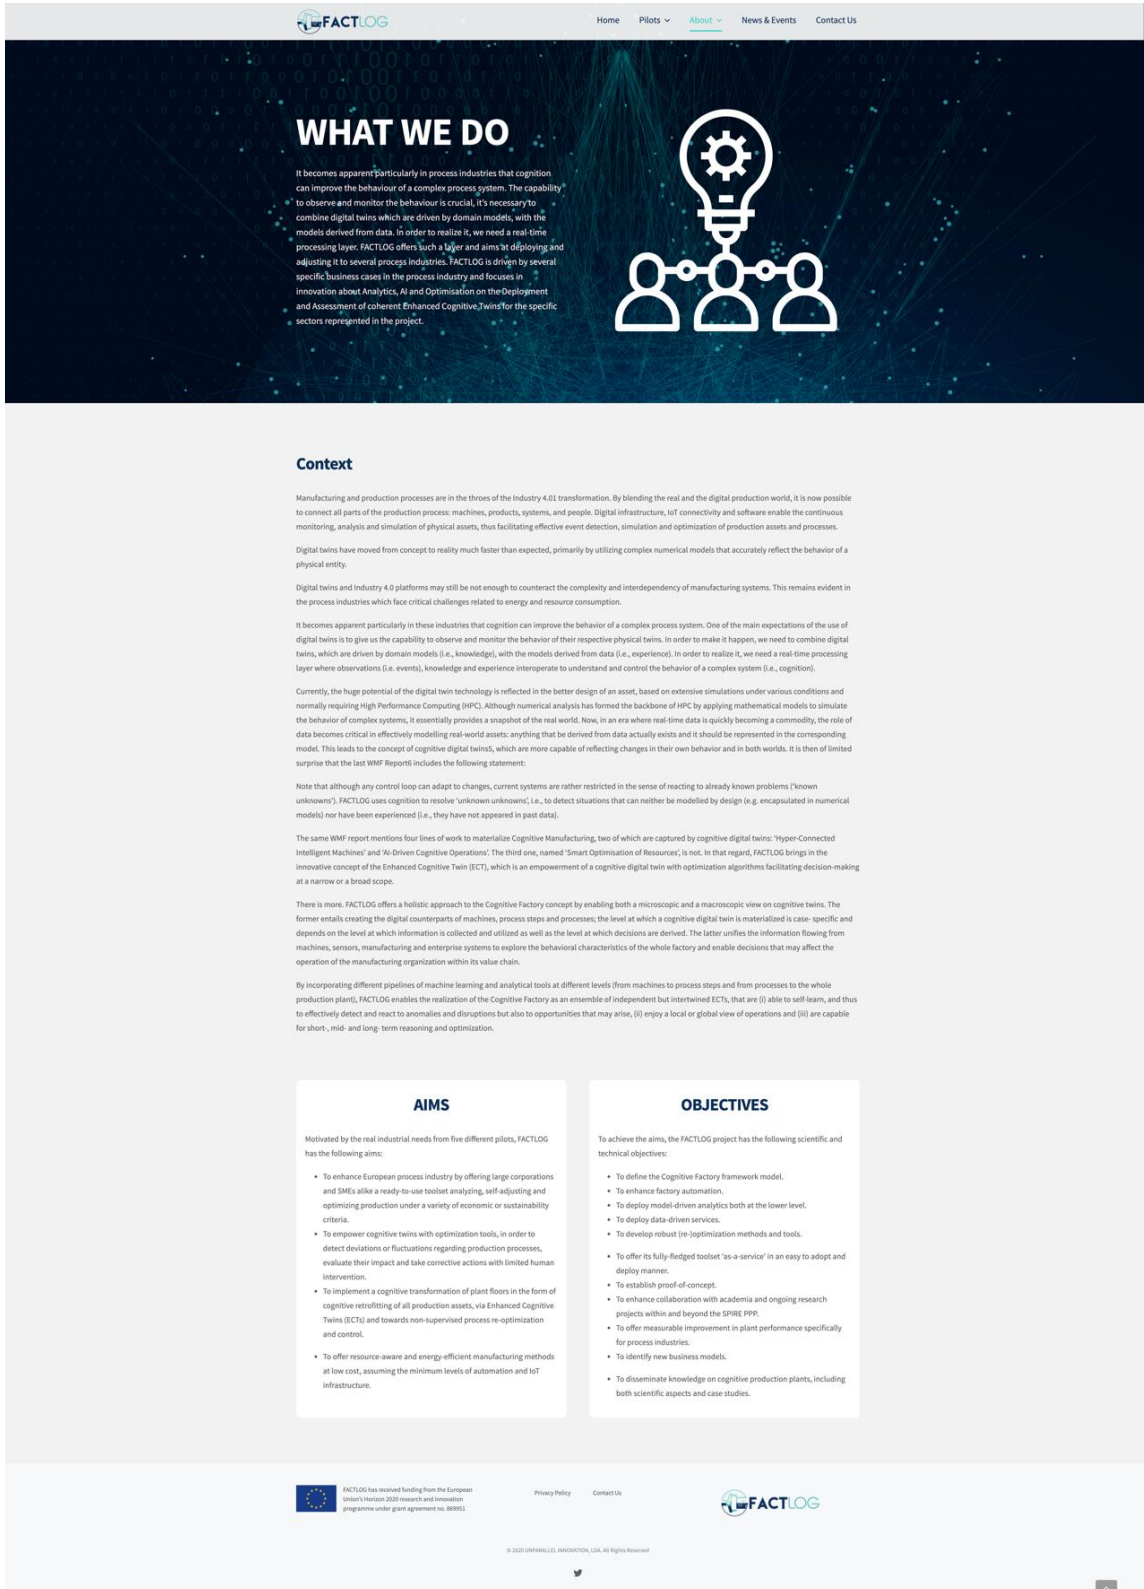 FACTLOG
Home Pilots About News & Events Contact Us
WHAT WE DO
It becomes apparent particularly in process industries that cognition
can improve the behaviour of a complex process system. The capability
to observe and monitor the behaviour is crucial, it's necessary to
combine digital twins which are driven by domain models, with the
models derived from data. In order to realize it, we need a real-time
processing layer. FACTLOG offers such a layer and aims at deploying and
adjusting it to several process industries. FACTLOG is driven by several
specific business cases in the process industry and focuses in
innovation about Analytics, AI and Optimisation on the Deployment
and Assessment of coherent Enhanced Cognitive Twins for the specific
sectors represented in the project.
Context
Manufacturing and production processes are in the throes of the Industry 4.01 transformation. By blending the real and the digital production world, it is now possible
to connect all parts of the production process: machines, products, systems, and people. Digital infrastructure, IoT connectivity and software enable the continuous
monitoring, analysis and simulation of physical assets, thus facilitating effective event detection, simulation and optimization of production assets and processes.
Digital twins have moved from concept to reality much faster than expected, primarily by utilizing complex numerical models that accurately reflect the behavior of a
physical entity.
Digital twins and Industry 4.0 platforms may still be not enough to counteract the complexity and interdependency of manufacturing systems. This remains evident in
the process industries which face critical challenges related to energy and resource consumption.
It becomes apparent particularly in these industries that cognition can improve the behavior of a complex process system. One of the main expectations of the use of
digital twins is to give us the capability to observe and monitor the behavior of their respective physical twins. In order to make it happen, we need to combine digital
twins, which are driven by domain models (i.e., knowledge), with the models derived from data (i.e., experience). In order to realize it, we need a real-time processing
layer where observations (i.e. events), knowledge and experience interoperate to understand and control the behavior of a complex system (i.e., cognition).
Currently, the huge potential of the digital twin technology is reflected in the better design of an asset, based on extensive simulations under various conditions and
normally requiring High Performance Computing (HPC). Although numerical analysis has formed the backbone of HPC by applying mathematical models to simulate
the behavior of complex systems, it essentially provides a snapshot of the real world. Now, in an era where real-time data is quickly becoming a commodity, the role of
data becomes critical in effectively modelling real-world assets: anything that be derived from data actually exists and it should be represented in the corresponding
model. This leads to the concept of cognitive digital twins5, which are more capable of reflecting changes in their own behavior and in both worlds. It is then of limited
surprise that the last WMF Report6 includes the following statement:
Note that although any control loop can adapt to changes, current systems are rather restricted in the sense of reacting to already known problems ('known
unknowns'). FACTLOG uses cognition to resolve 'unknown unknowns', i.e., to detect situations that can neither be modelled by design (e.g. encapsulated in numerical
models) nor have been experienced (i.e., they have not appeared in past data).
The same WMF report mentions four lines of work to materialize Cognitive Manufacturing, two of which are captured by cognitive digital twins: 'Hyper-Connected
Intelligent Machines' and 'AI-Driven Cognitive Operations'. The third one, named 'Smart Optimisation of Resources', is not. In that regard, FACTLOG brings in the
innovative concept of the Enhanced Cognitive Twin (ECT), which is an empowerment of a cognitive digital twin with optimization algorithms facilitating decision-making
at a narrow or a broad scope.
There is more. FACTLOG offers a holistic approach to the Cognitive Factory concept by enabling both a microscopic and a macroscopic view on cognitive twins. The
former entails creating the digital counterparts of machines, process steps and processes; the level at which a cognitive digital twin is materialized is case- specific and
depends on the level at which information is collected and utilized as well as the level at which decisions are derived. The latter unifies the information flowing from
machines, sensors, manufacturing and enterprise systems to explore the behavioral characteristics of the whole factory and enable decisions that may affect the
operation of the manufacturing organization within its value chain.
By incorporating different pipelines of machine learning and analytical tools at different levels (from machines to process steps and from processes to the whole
production plant), FACTLOG enables the realization of the Cognitive Factory as an ensemble of independent but intertwined ECTs, that are (i) able to self-learn, and thus
to effectively detect and react to anomalies and disruptions but also to opportunities that may arise, (ii) enjoy a local or global view of operations and (iii) are capable
for short-, mid- and long- term reasoning and optimization.
AIMS
Motivated by the real industrial needs from five different pilots, FACTLOG
has the following aims:
• To enhance European process industry by offering large corporations
and SMEs alike a ready-to-use toolset analyzing, self-adjusting and
optimizing production under a variety of economic or sustainability
criteria.
• To empower cognitive twins with optimization tools, in order to
detect deviations or fluctuations regarding production processes,
evaluate their impact and take corrective actions with limited human
intervention.
• To implement a cognitive transformation of plant floors in the form of
cognitive retrofitting of all production assets, via Enhanced Cognitive
Twins (ECTs) and towards non-supervised process re-optimization
and control.
• To offer resource-aware and energy-efficient manufacturing methods
at low cost, assuming the minimum levels of automation and IoT
infrastructure.
OBJECTIVES
To achieve the aims, the FACTLOG project has the following scientific and
technical objectives:
• To define the Cognitive Factory framework model.
• To enhance factory automation.
• To deploy model-driven analytics both at the lower level.
• To deploy data-driven services.
• To develop robust (re-)optimization methods and tools.
• To offer its fully-fledged toolset 'as-a-service' in an easy to adopt and
deploy manner.
• To establish proof-of-concept.
• To enhance collaboration with academia and ongoing research
projects within and beyond the SPIRE PPP.
• To offer measurable improvement in plant performance specifically
for process industries.
• To identify new business models.
• To disseminate knowledge on cognitive production plants, including
both scientific aspects and case studies.
FACTLOG has received funding from the European
Union's Horizon 2020 research and innovation
programme under grant agreement no. 869951
Privacy Policy Contact Us
FACTLOG
© 2020 UNPARALLEL INNOVATION, LDA. All Rights Reserved